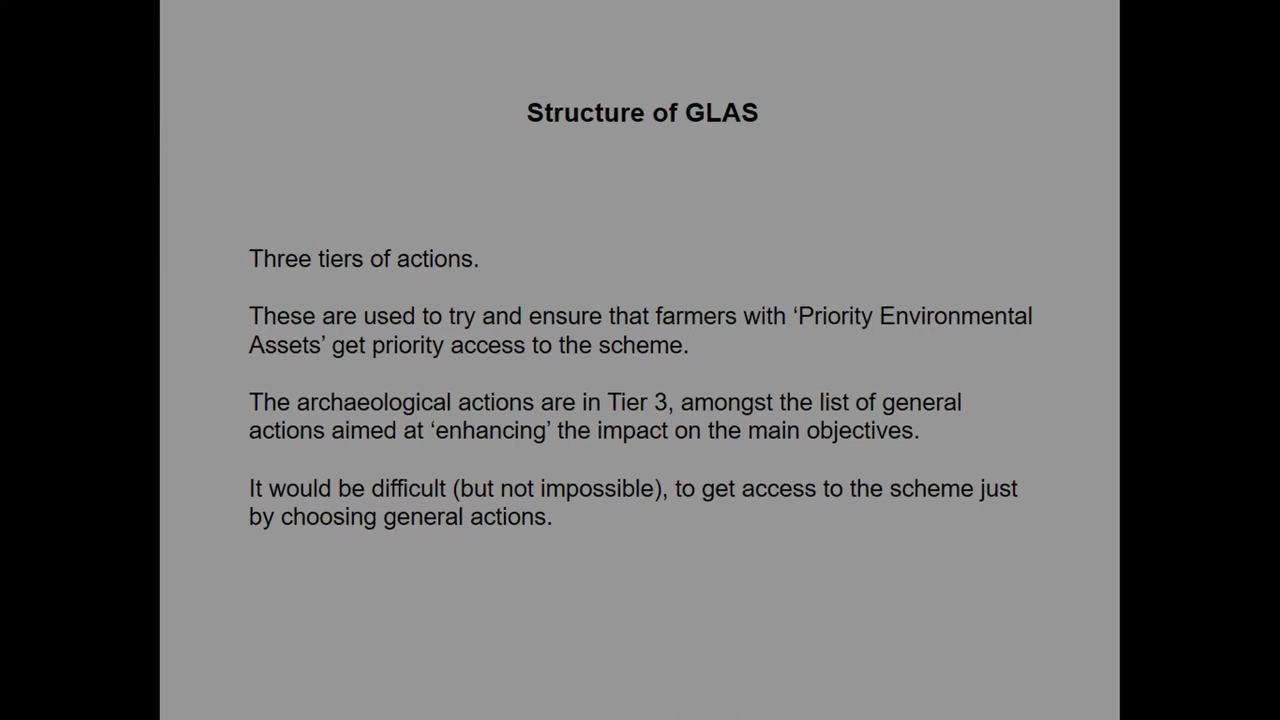 Structure of GLAS
Three tiers of actions.
These are used to try and ensure that farmers with ‘Priority Environmental
Assets’ get priority access to the scheme.
The archaeological actions are in Tier 3, amongst the list of general
actions aimed at ‘enhancing’ the impact on the main objectives.
It would be difficult (but not impossible), to get access to the scheme just
by choosing general actions.